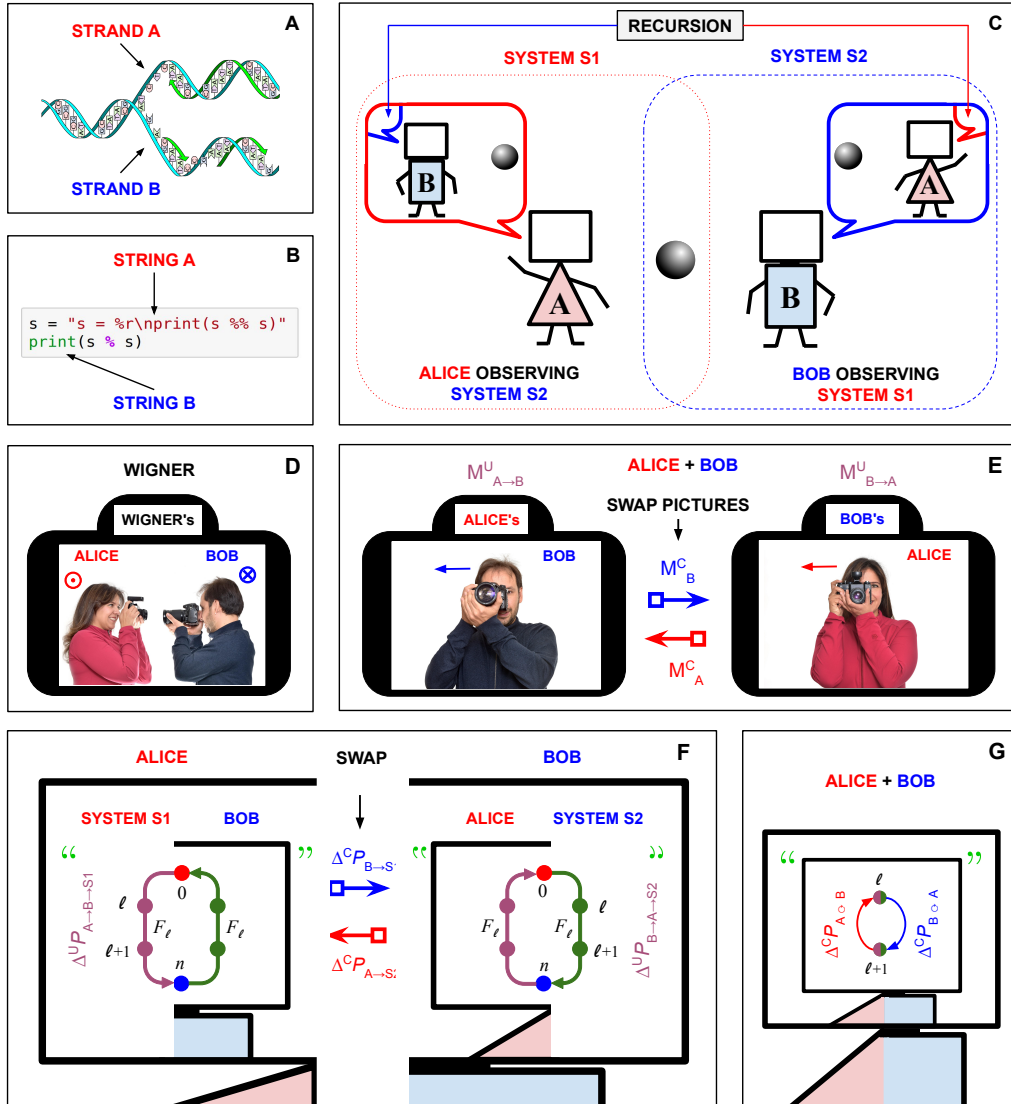 A
STRAND A
STRAND B
B
STRING A
s = "s = %r\nprint(s %% s)"
print(s % s)
STRING B
C
RECURSION
SYSTEM S1
SYSTEM S2
B
A
A
B
ALICE OBSERVING
SYSTEM S2
BOB OBSERVING
SYSTEM S1
D
WIGNER
WIGNER's
ALICE
BOB
E
M^U_A→B
ALICE + BOB
M^U_B→A
SWAP PICTURES
ALICE's
BOB's
BOB
ALICE
M^C_B
M^C_A
F
ALICE
SWAP
BOB
SYSTEM S1
BOB
ALICE
SYSTEM S2
“ ”
“ ”
Δ^U P_A→B→S1
0
ℓ
F_ℓ
F_ℓ
ℓ+1
n
Δ^C P_B→S
Δ^C P_A→S2
0
ℓ
F_ℓ
F_ℓ
ℓ+1
n
Δ^U P_B→A→S2
G
ALICE + BOB
“ ”
ℓ
Δ^C P_A⟳B
Δ^C P_B⟳A
ℓ+1